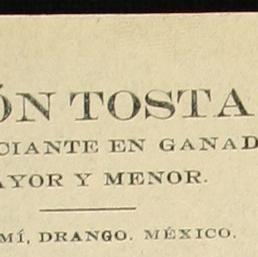 ÓN TOSTA
CIANTE EN GANAD
AYOR Y MENOR.
MÍ, DRANGO. MÉXICO.